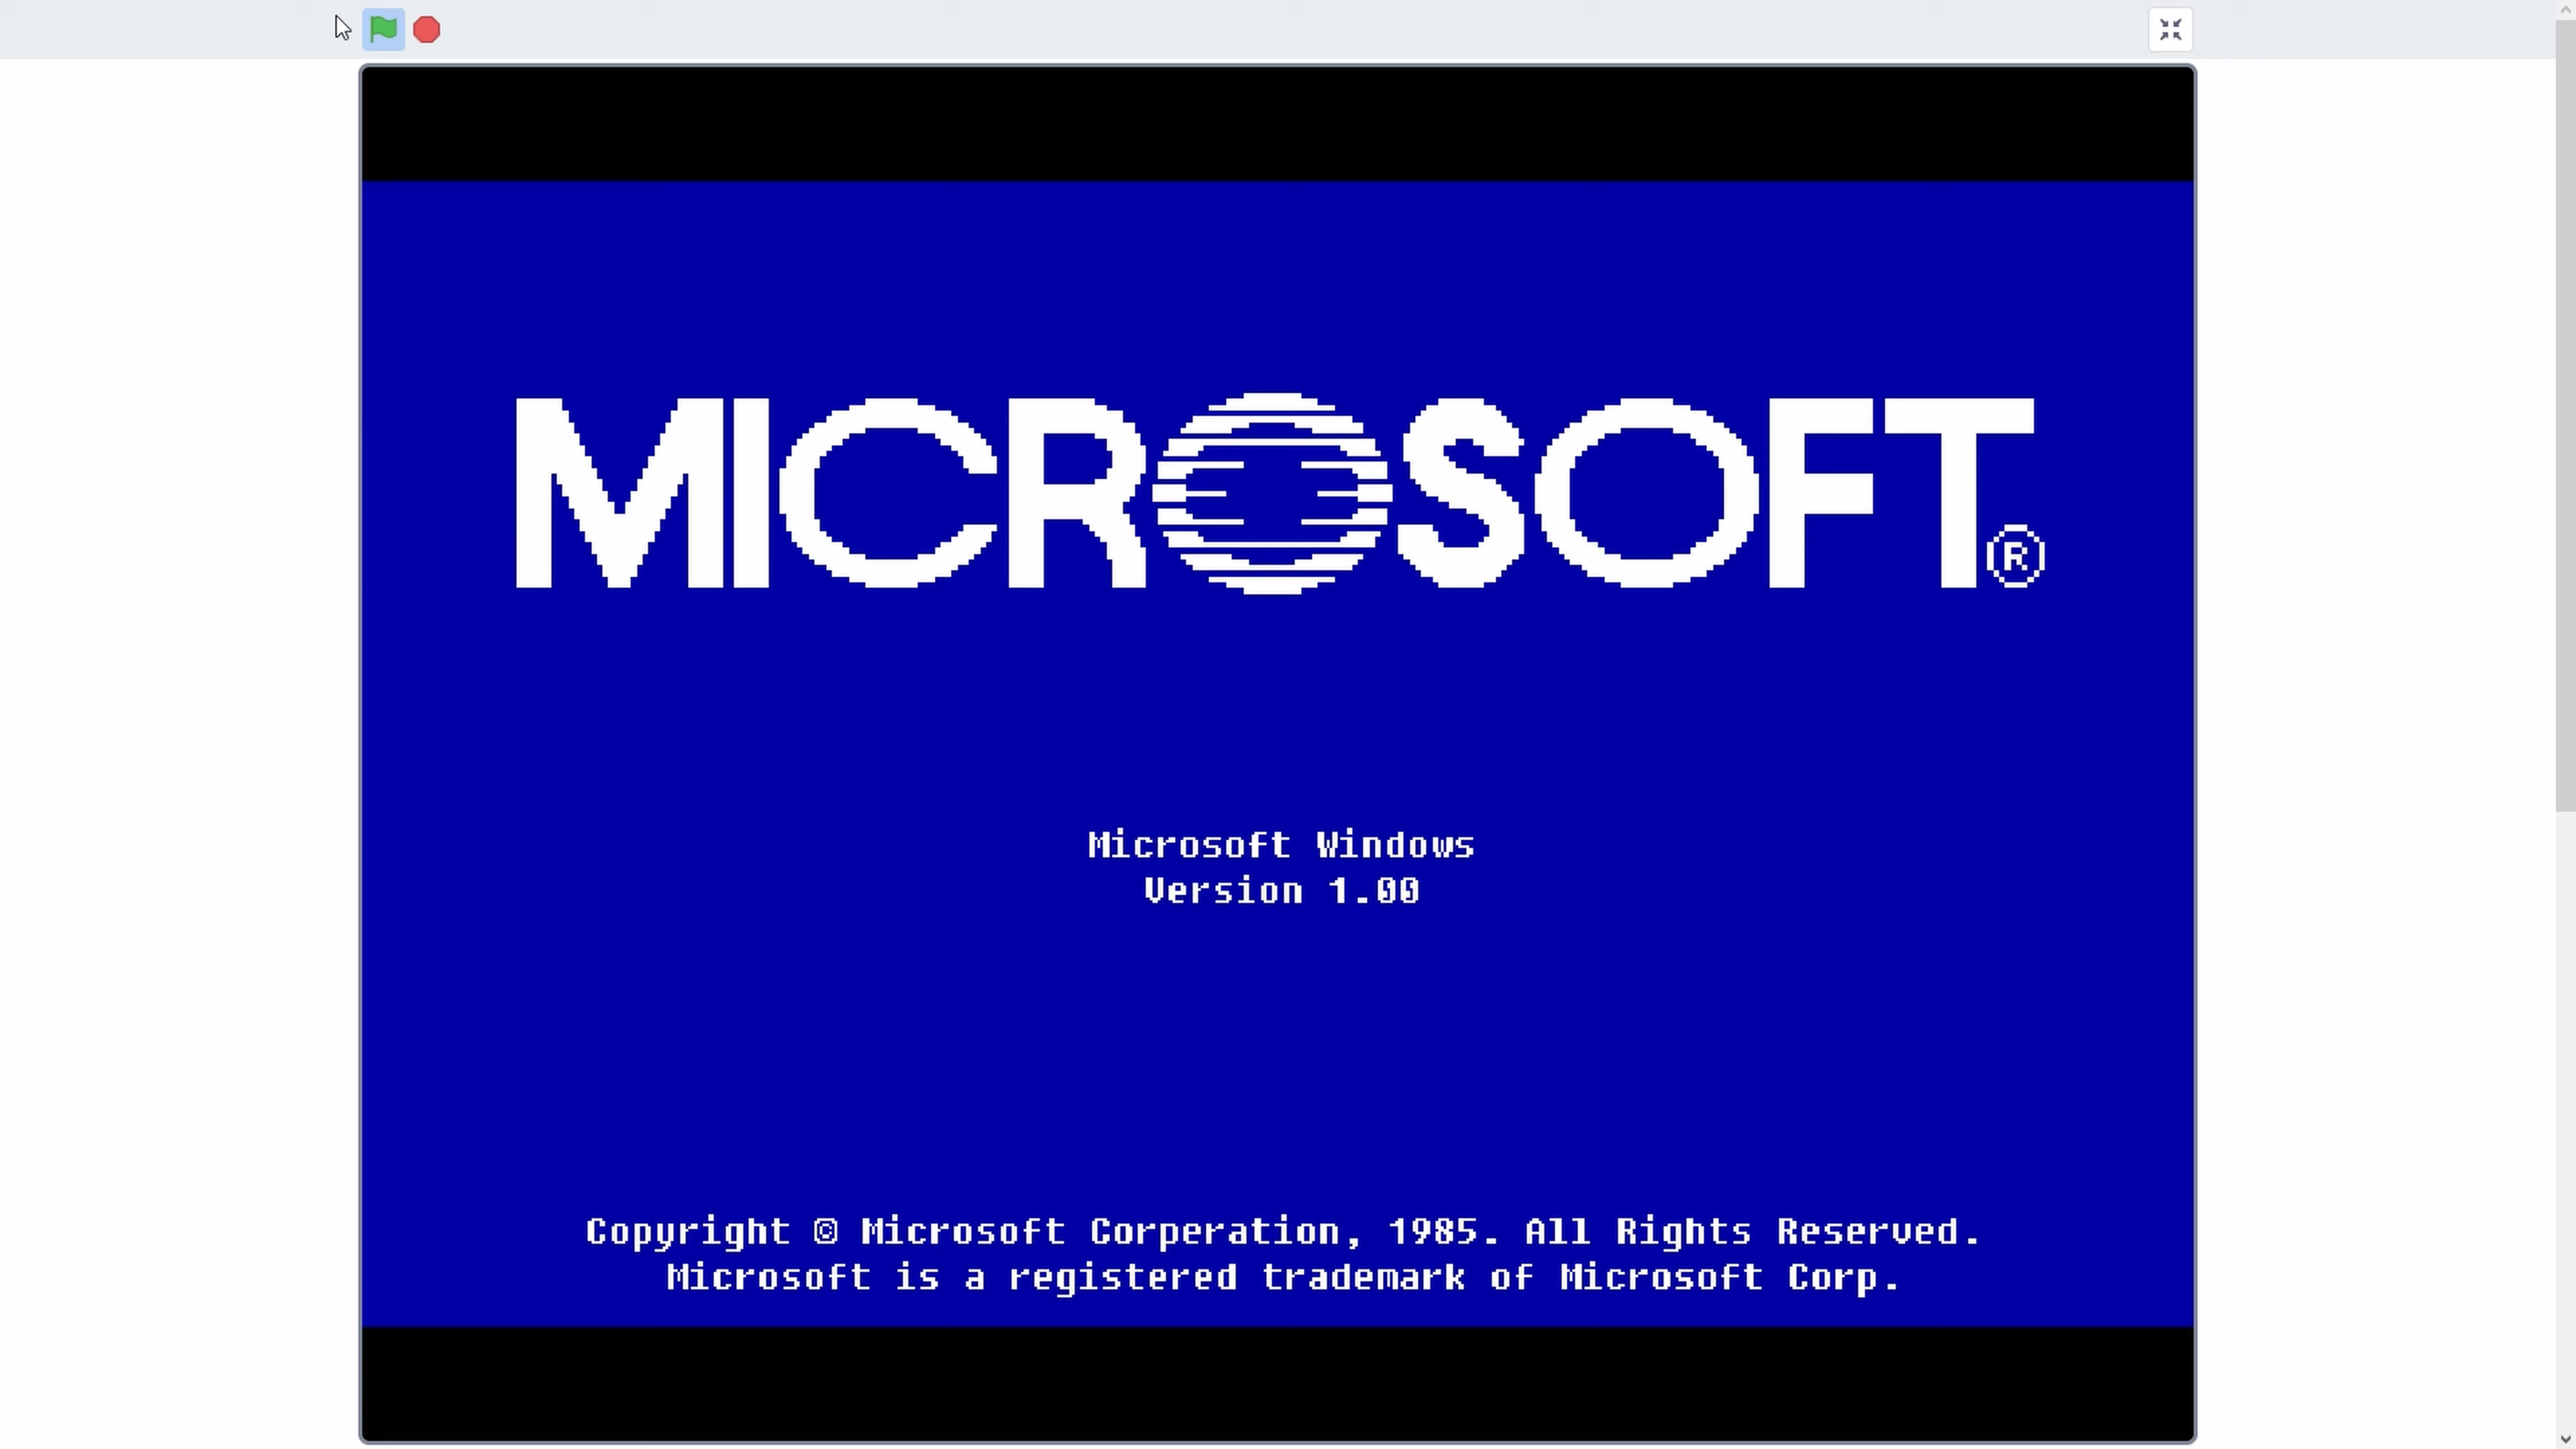 MICROSOFT®
Microsoft Windows
Version 1.00
Copyright © Microsoft Corperation, 1985. All Rights Reserved.
Microsoft is a registered trademark of Microsoft Corp.